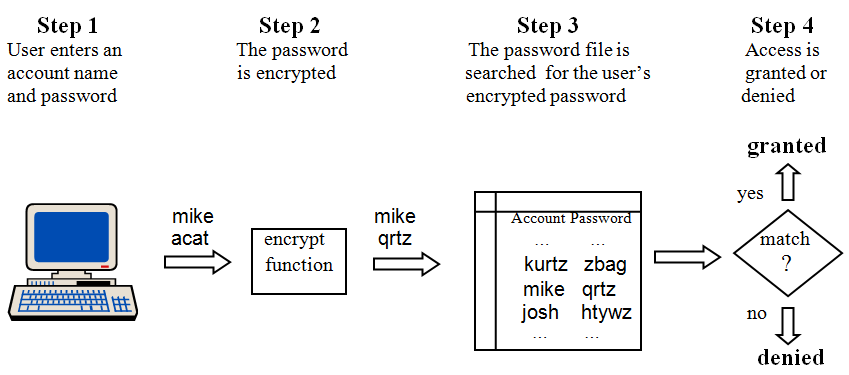 Step 1
User enters an
account name
and password
Step 2
The password
is encrypted
Step 3
The password file is
searched for the user's
encrypted password
Step 4
Access is
granted or
denied
mike
acat
encrypt
function
mike
qrtz
Account Password
... ...
kurtz zbag
mike qrtz
josh htywz
... ...
granted
yes
match
?
no
denied